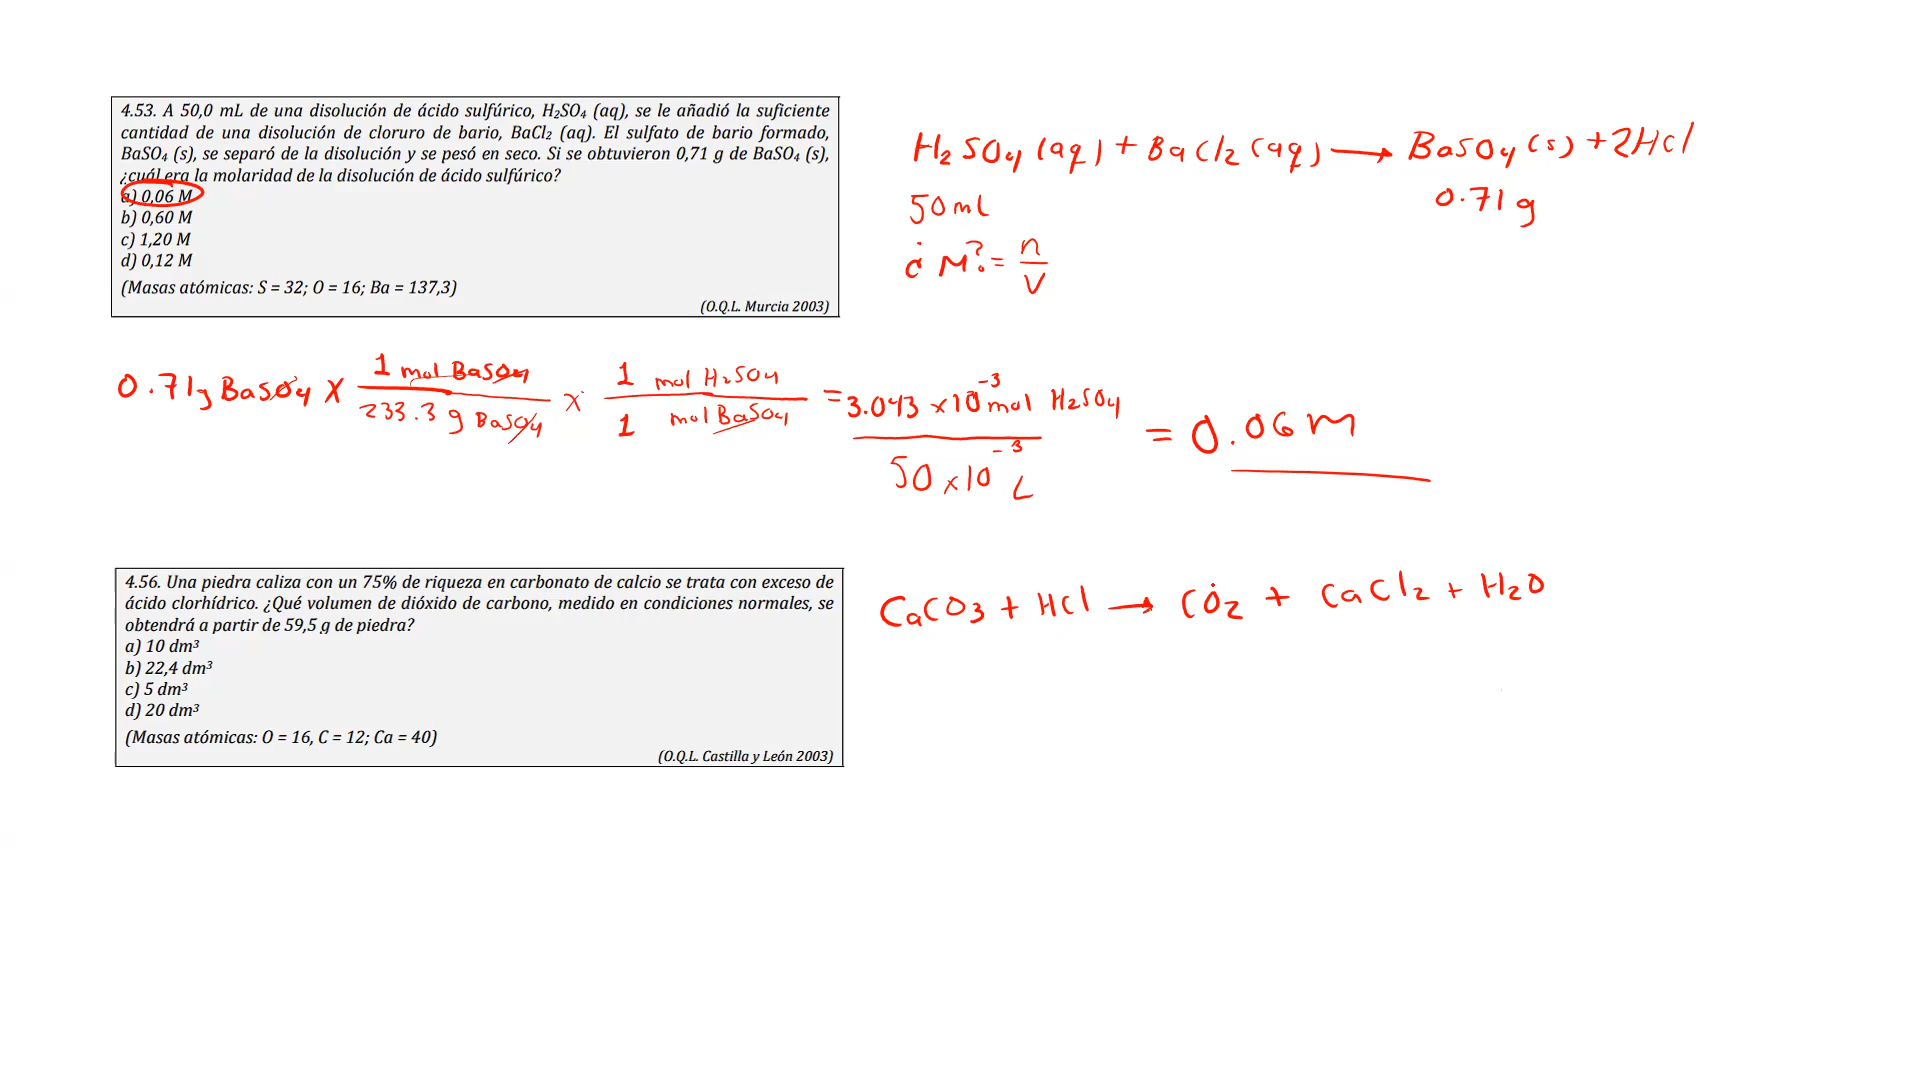 4.53. A 50,0 mL de una disolución de ácido sulfúrico, H₂SO₄ (aq), se le añadió la suficiente
cantidad de una disolución de cloruro de bario, BaCl₂ (aq). El sulfato de bario formado,
BaSO₄ (s), se separó de la disolución y se pesó en seco. Si se obtuvieron 0,71 g de BaSO₄ (s),
¿cuál era la molaridad de la disolución de ácido sulfúrico?
a) 0,06 M
b) 0,60 M
c) 1,20 M
d) 0,12 M
(Masas atómicas: S = 32; O = 16; Ba = 137,3)
(O.Q.L. Murcia 2003)
H₂SO₄ (aq) + BaCl₂ (aq) → BaSO₄ (s) + 2HCl
50 ml
0.71 g
¿M? = n/V
0.71g BaSO₄ x 1 mol BaSO₄ / 233.3 g BaSO₄ x 1 mol H₂SO₄ / 1 mol BaSO₄ = 3.043 x 10⁻³ mol H₂SO₄ / 50 x 10⁻³ L = 0.06 M
4.56. Una piedra caliza con un 75% de riqueza en carbonato de calcio se trata con exceso de
ácido clorhídrico. ¿Qué volumen de dióxido de carbono, medido en condiciones normales, se
obtendrá a partir de 59,5 g de piedra?
a) 10 dm³
b) 22,4 dm³
c) 5 dm³
d) 20 dm³
(Masas atómicas: O = 16, C = 12; Ca = 40)
(O.Q.L. Castilla y León 2003)
CaCO₃ + HCl → CO₂ + CaCl₂ + H₂O